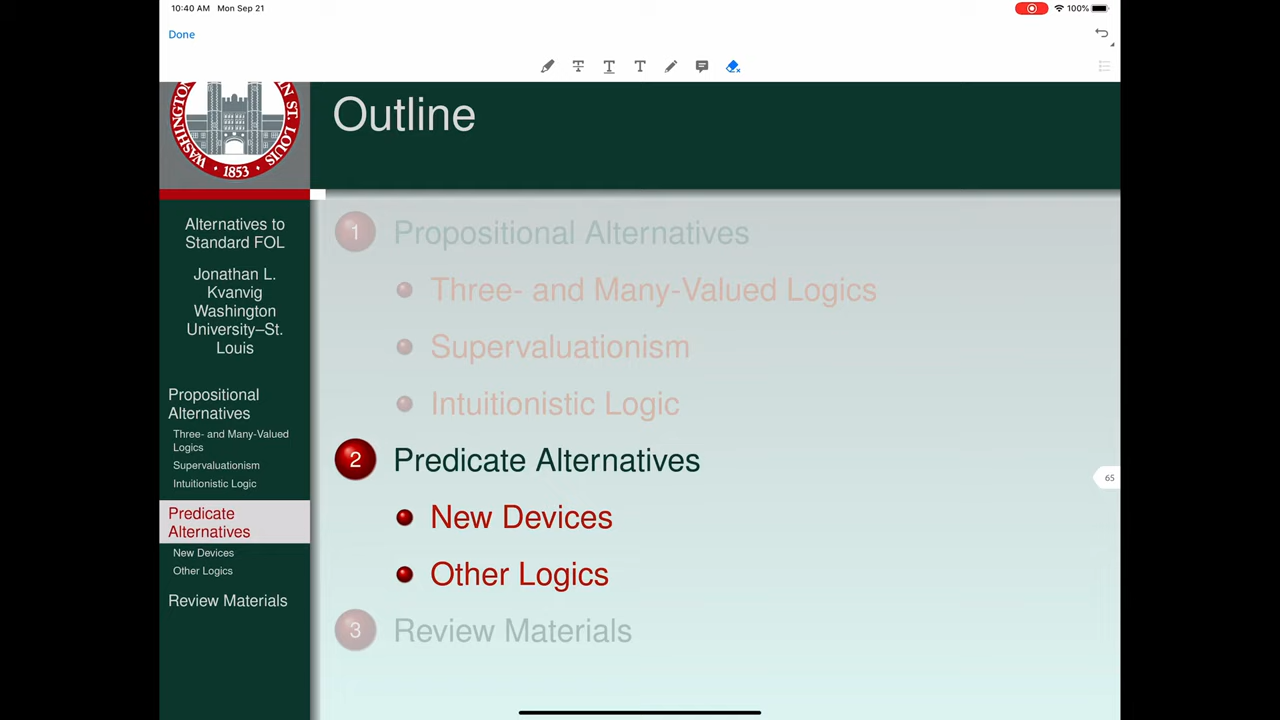 10:40 AM Mon Sep 21
100%
Done
WASHINGTON
IN ST. LOUIS
1853
Outline
Alternatives to
Standard FOL
Jonathan L.
Kvanvig
Washington
University–St.
Louis
Propositional
Alternatives
Three- and Many-Valued
Logics
Supervaluationism
Intuitionistic Logic
Predicate
Alternatives
New Devices
Other Logics
Review Materials
1 Propositional Alternatives
Three- and Many-Valued Logics
Supervaluationism
Intuitionistic Logic
2 Predicate Alternatives
New Devices
Other Logics
3 Review Materials
65